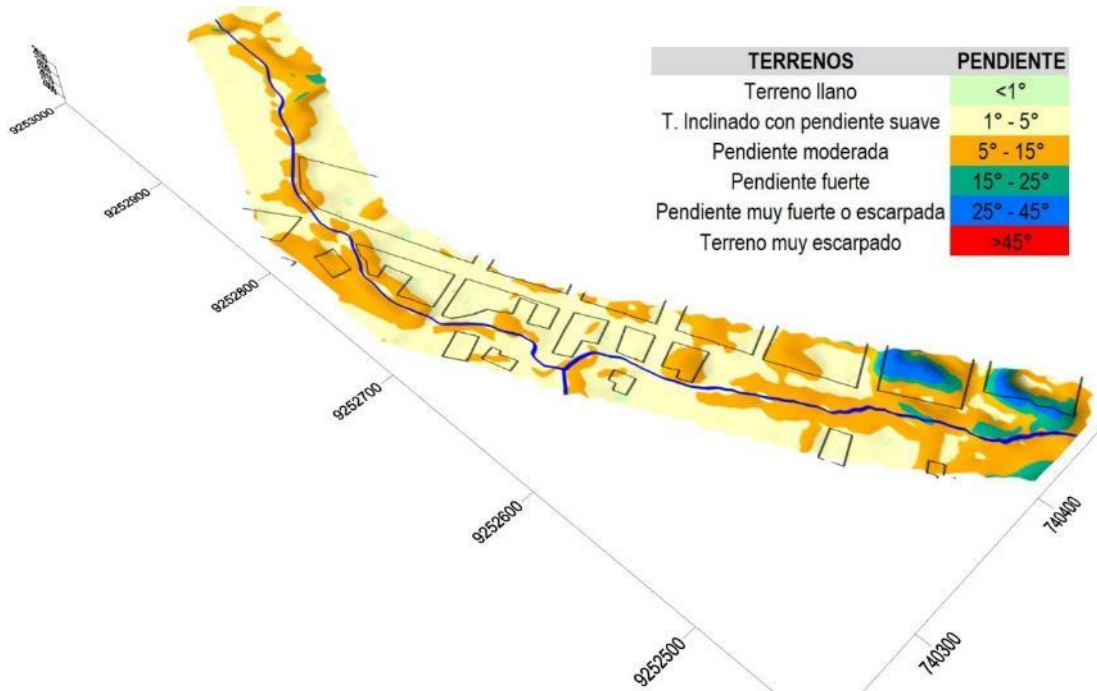 TERRENOS PENDIENTE
Terreno llano <1°
T. Inclinado con pendiente suave 1° - 5°
Pendiente moderada 5° - 15°
Pendiente fuerte 15° - 25°
Pendiente muy fuerte o escarpada 25° - 45°
Terreno muy escarpado >45°
9253000
9252900
9252800
9252700
9252600
9252500
740400
740300